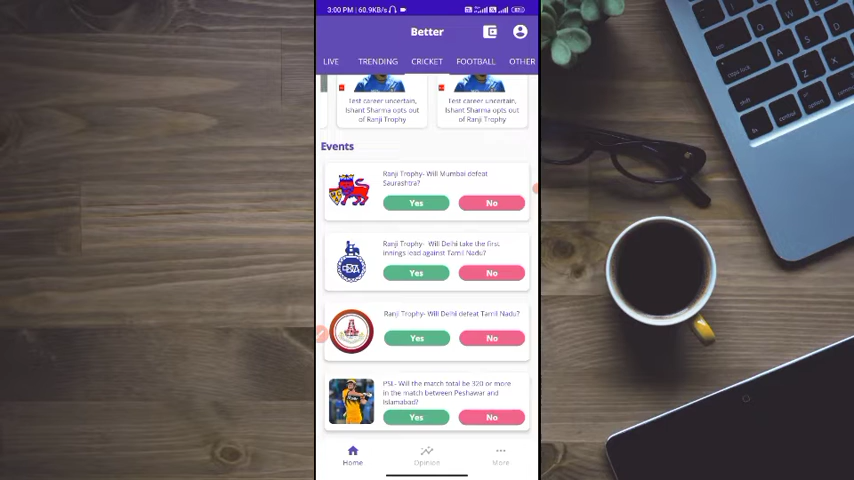 3:00 PM | 60.9KB/s
Better
LIVE TRENDING CRICKET FOOTBALL OTHER
Test career uncertain,
Ishant Sharma opts out
of Ranji Trophy
Test career uncertain,
Ishant Sharma opts out
of Ranji Trophy
Events
Ranji Trophy- Will Mumbai defeat
Saurashtra?
Yes No
Ranji Trophy- Will Delhi take the first
innings lead against Tamil Nadu?
Yes No
Ranji Trophy- Will Delhi defeat Tamil Nadu?
Yes No
PSL- Will the match total be 320 or more
in the match between Peshawar and
Islamabad?
Yes No
Home Opinion More